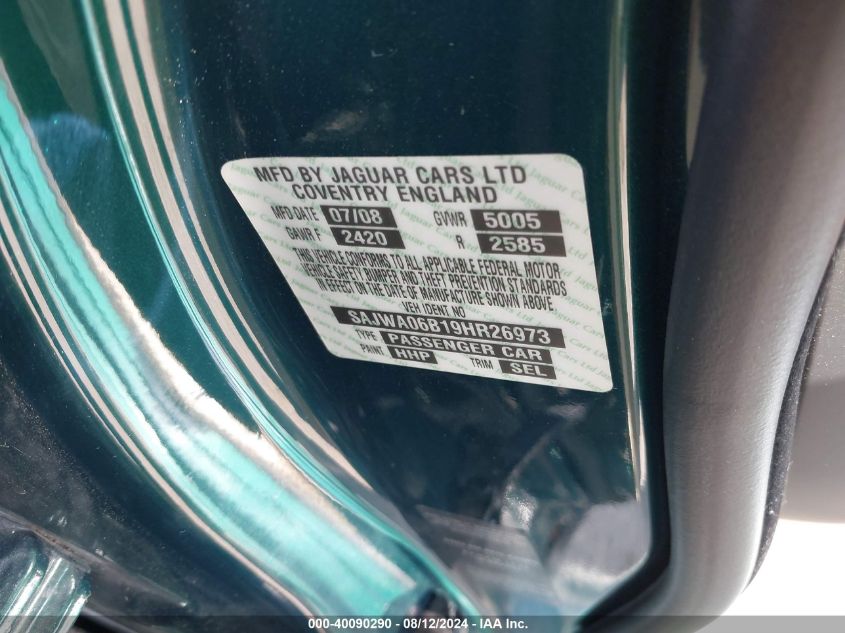 MFD BY JAGUAR CARS LTD
COVENTRY ENGLAND
MFD-DATE 07/08 GVWR 5005
GAWR F 2420 R 2585
THIS VEHICLE CONFORMS TO ALL APPLICABLE FEDERAL MOTOR
VEHICLE SAFETY, BUMPER AND THEFT PREVENTION STANDARDS
IN EFFECT ON THE DATE OF MANUFACTURE SHOWN ABOVE.
VEH IDENT NO
SAJWA06B19HR26973
TYPE PASSENGER CAR
PAINT HHP TRIM SEL
000-40090290 - 08/12/2024 - IAA Inc.